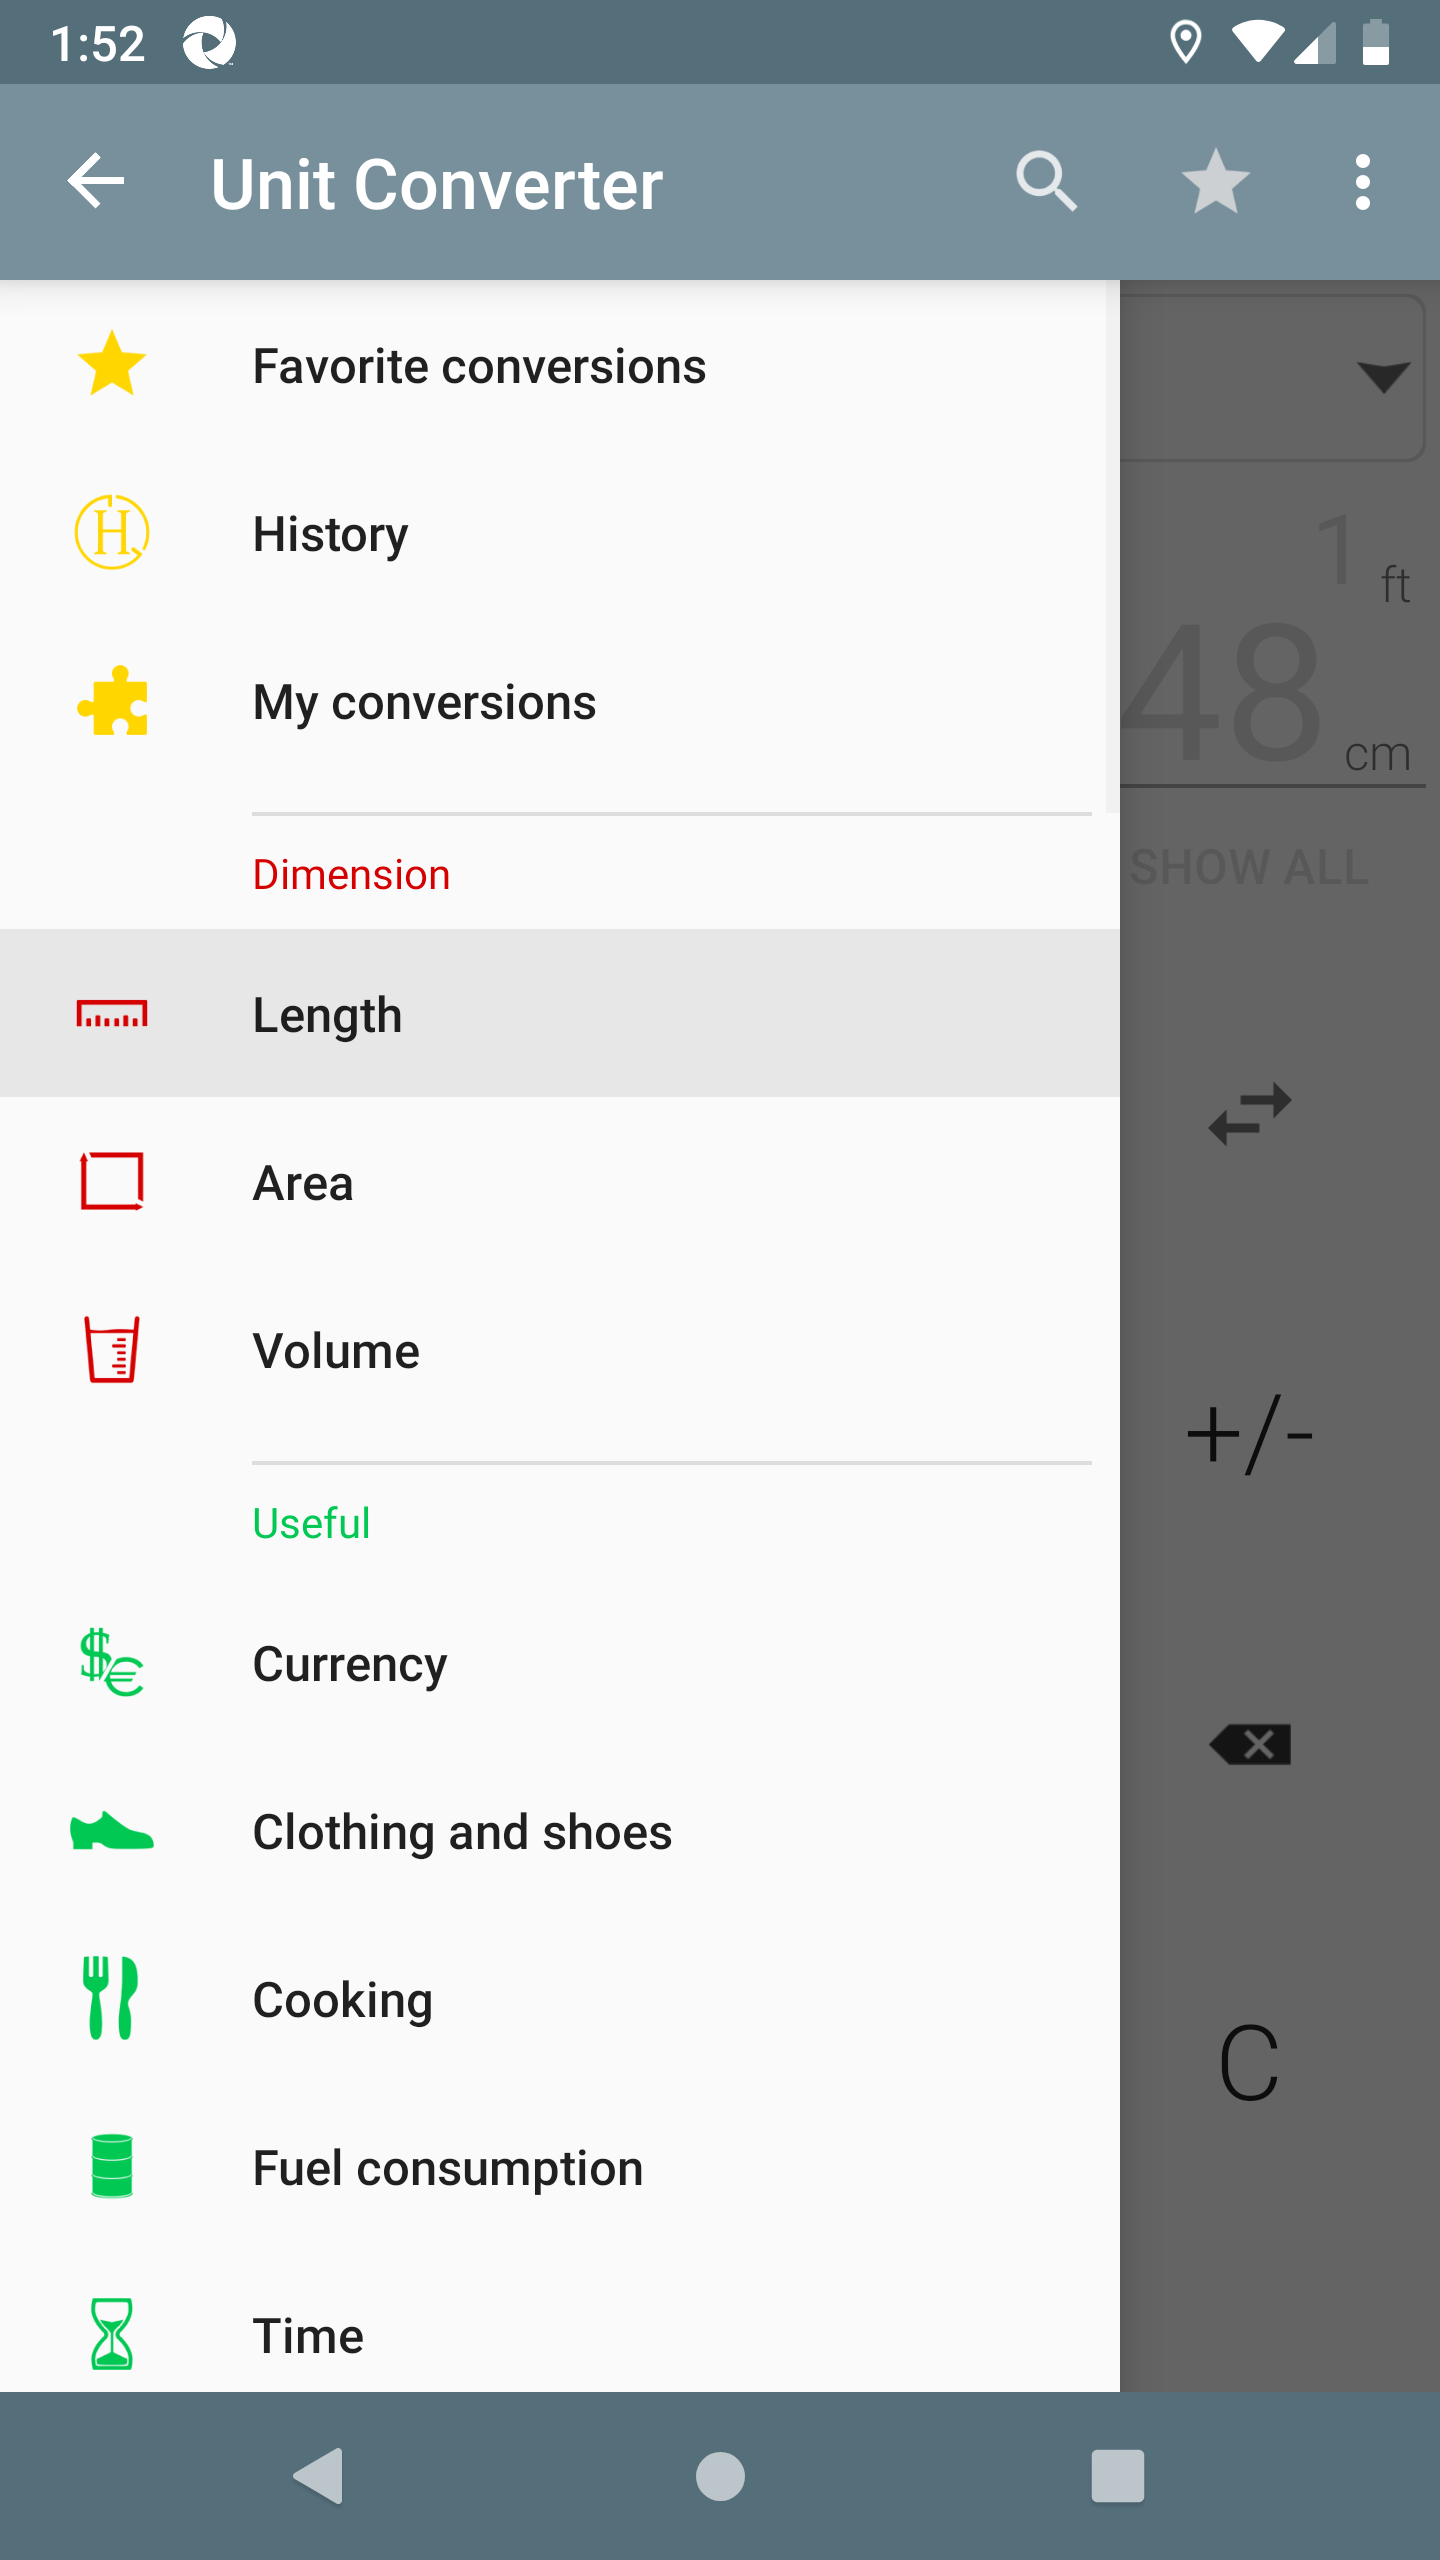 1:52
Unit Converter
Favorite conversions
History
My conversions
Dimension
Length
Area
Volume
Useful
Currency
Clothing and shoes
Cooking
Fuel consumption
Time
1 ft
48 cm
SHOW ALL
+/-
C